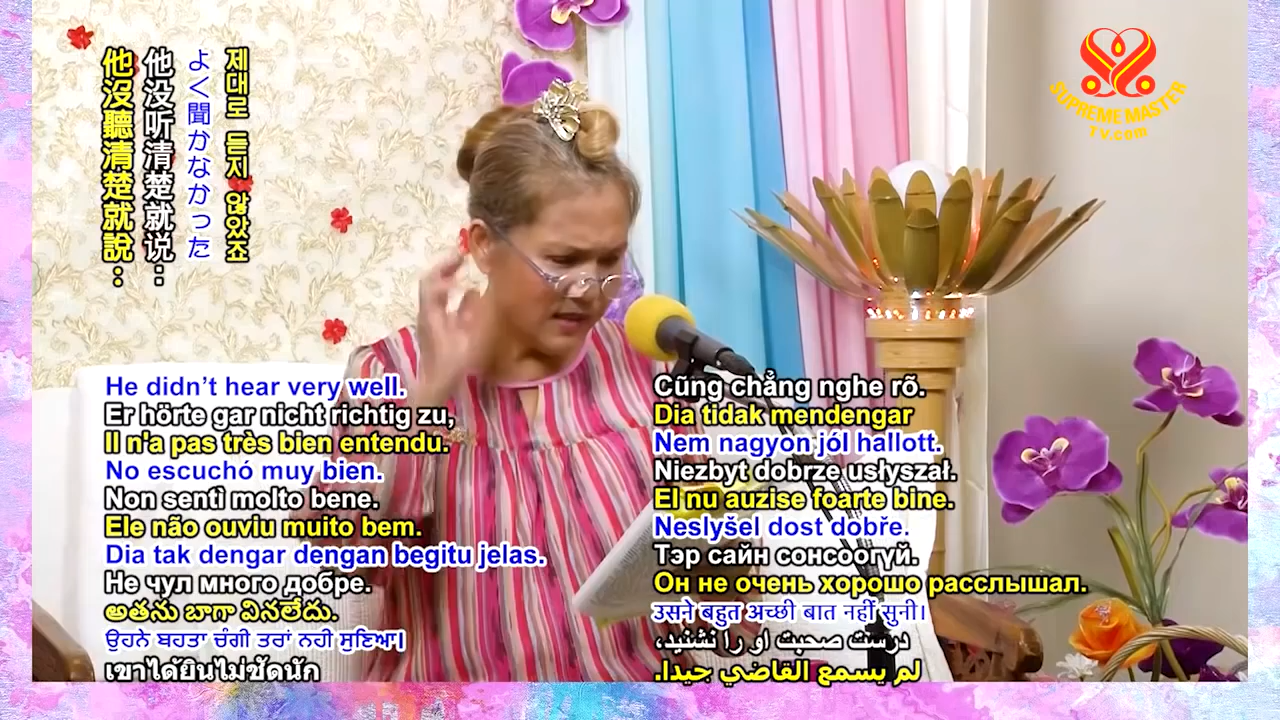 他沒聽清楚就說：
他没听清楚就说：
よく聞かなかった
제대로 듣지 않았죠
SUPREME MASTER
TV.com
He didn’t hear very well.
Er hörte gar nicht richtig zu,
Il n'a pas très bien entendu.
No escuchó muy bien.
Non sentì molto bene.
Ele não ouviu muito bem.
Dia tak dengar dengan begitu jelas.
Не чул много добре.
అతను బాగా వినలేదు.
ਉਹਨੇ ਬਹਤਾ ਚੰਗੀ ਤਰਾਂ ਨਹੀ ਸੁਣਿਆ|
เขาได้ยินไม่ชัดนัก
Cũng chẳng nghe rõ.
Dia tidak mendengar
Nem nagyon jól hallott.
Niezbyt dobrze usłyszał.
El nu auzise foarte bine.
Neslyšel dost dobře.
Тэр сайн сонсоогүй.
Он не очень хорошо расслышал.
उसने बहुत अच्छी बात नहीं सुनी।
درست صحبت او را نشنید،
لم يسمع القاضي جيدا.